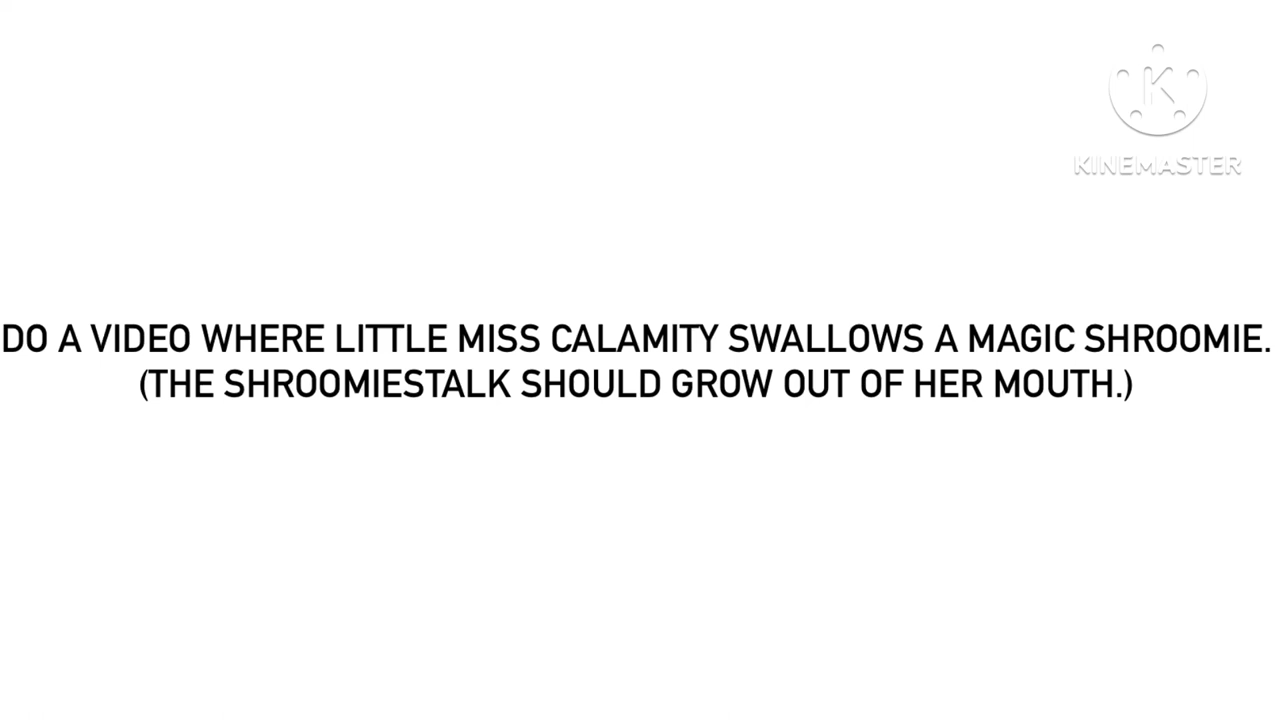 KINEMASTER
DO A VIDEO WHERE LITTLE MISS CALAMITY SWALLOWS A MAGIC SHROOMIE.
(THE SHROOMIESTALK SHOULD GROW OUT OF HER MOUTH.)